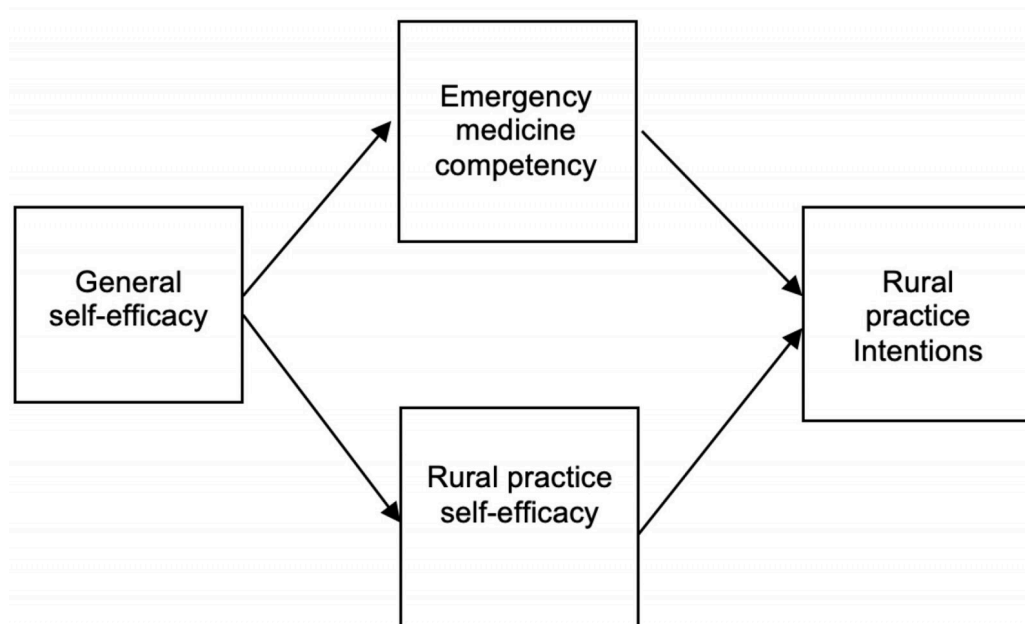 Emergency
medicine
competency
General
self-efficacy
Rural
practice
Intentions
Rural practice
self-efficacy